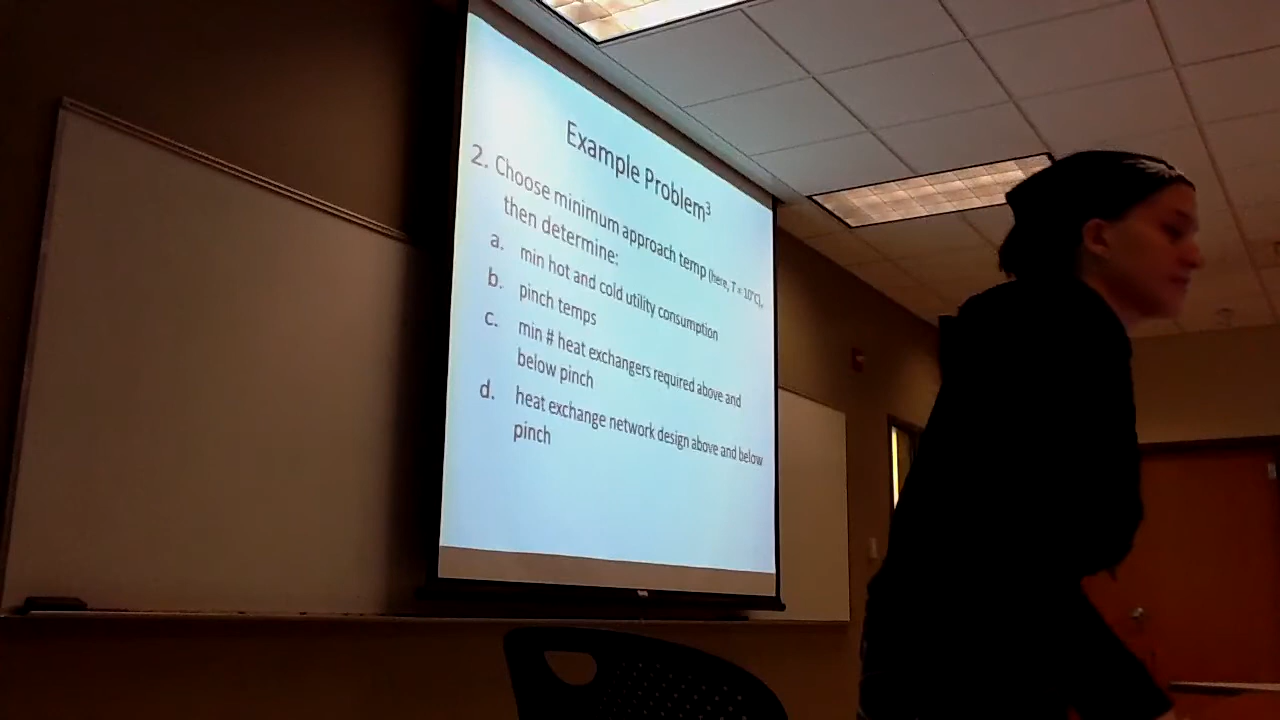 Example Problem³
2. Choose minimum approach temp (here, T = 10°C),
then determine:
a. min hot and cold utility consumption
b. pinch temps
c. min # heat exchangers required above and
below pinch
d. heat exchange network design above and below
pinch